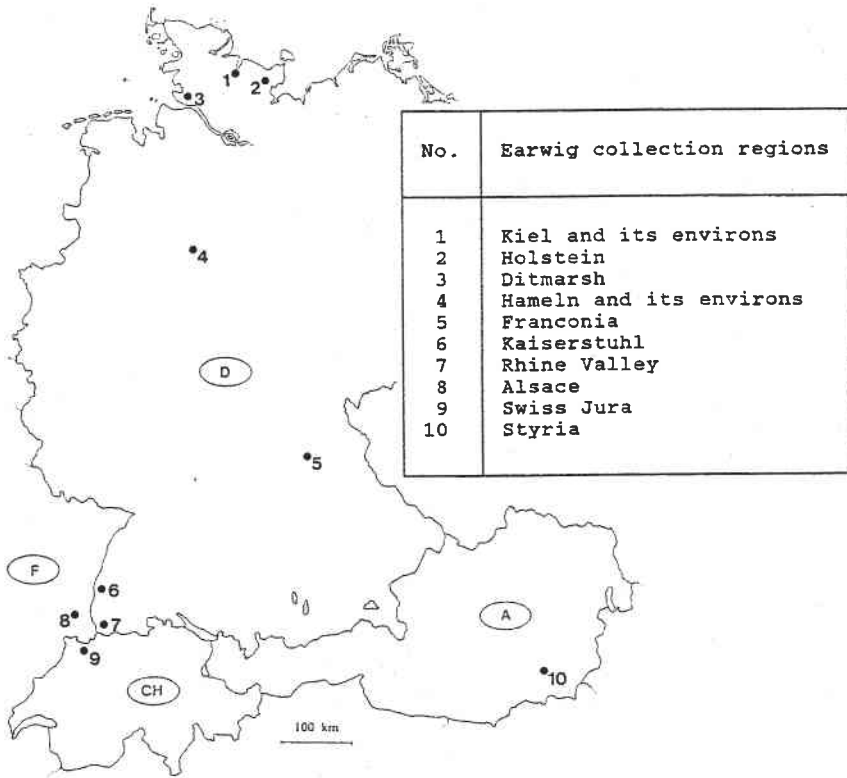 1
2
3
No. Earwig collection regions
1 Kiel and its environs
2 Holstein
3 Ditmarsh
4 Hameln and its environs
5 Franconia
6 Kaiserstuhl
7 Rhine Valley
8 Alsace
9 Swiss Jura
10 Styria
4
D
5
F
6
8
7
A
9
10
CH
100 km